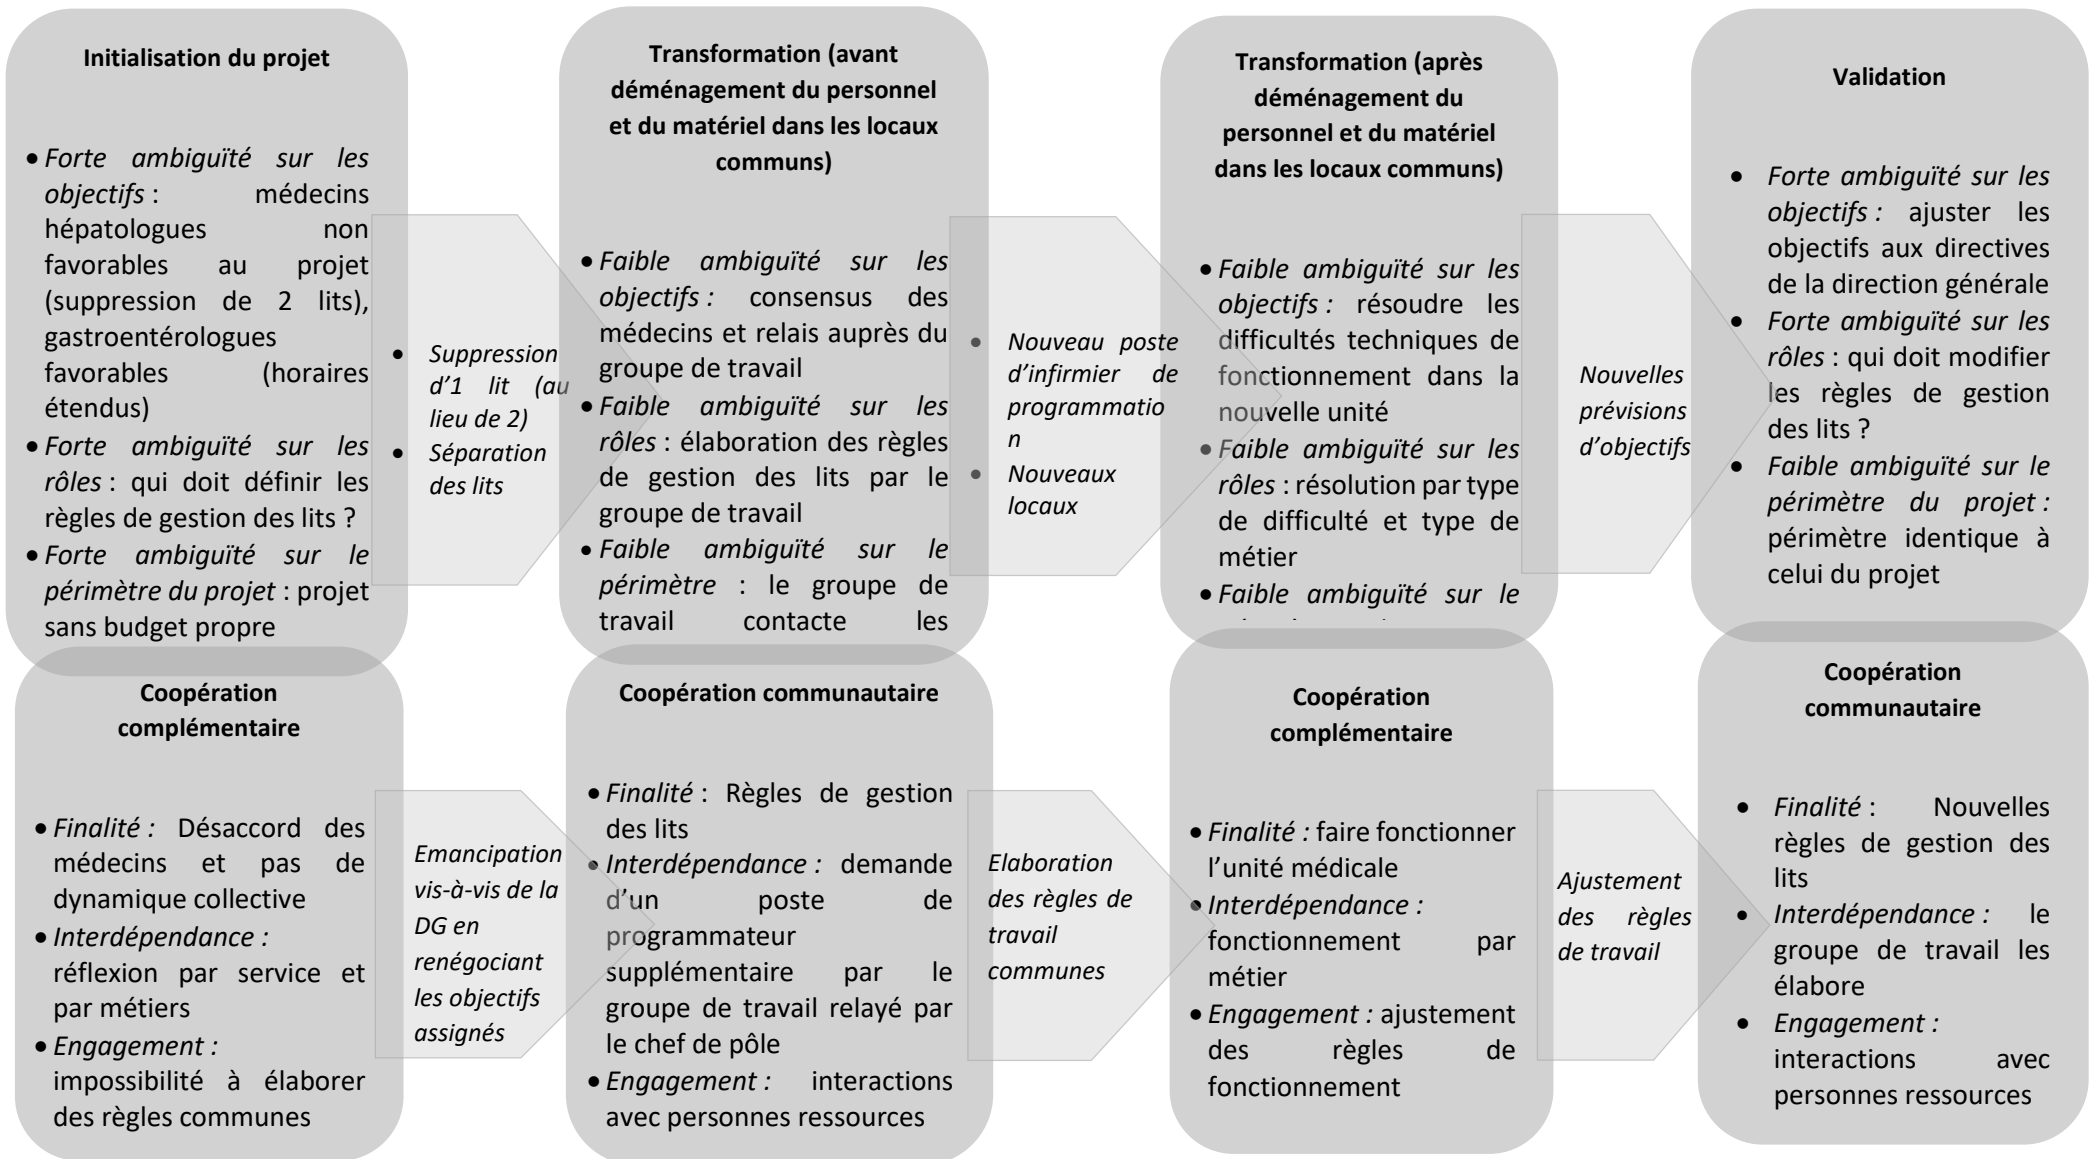 Initialisation du projet
• Forte ambiguïté sur les
objectifs : médecins
hépatologues non
favorables au projet
(suppression de 2 lits),
gastroentérologues
favorables (horaires
étendus)
• Forte ambiguïté sur les
rôles : qui doit définir les
règles de gestion des lits ?
• Forte ambiguïté sur le
périmètre du projet : projet
sans budget propre
• Suppression
d'1 lit (au
lieu de 2)
• Séparation
des lits
Transformation (avant
déménagement du personnel
et du matériel dans les locaux
communs)
• Faible ambiguïté sur les
objectifs : consensus des
médecins et relais auprès du
groupe de travail
• Faible ambiguïté sur les
rôles : élaboration des règles
de gestion des lits par le
groupe de travail
• Faible ambiguïté sur le
périmètre : le groupe de
travail contacte les
• Nouveau poste
d'infirmier de
programmatio
n
• Nouveaux
locaux
Transformation (après
déménagement du
personnel et du matériel
dans les locaux communs)
• Faible ambiguïté sur les
objectifs : résoudre les
difficultés techniques de
fonctionnement dans la
nouvelle unité
• Faible ambiguïté sur les
rôles : résolution par type
de difficulté et type de
métier
• Faible ambiguïté sur le
Nouvelles
prévisions
d'objectifs
Validation
• Forte ambiguïté sur les
objectifs : ajuster les
objectifs aux directives
de la direction générale
• Forte ambiguïté sur les
rôles : qui doit modifier
les règles de gestion
des lits ?
• Faible ambiguïté sur le
périmètre du projet :
périmètre identique à
celui du projet
Coopération
complémentaire
• Finalité : Désaccord des
médecins et pas de
dynamique collective
• Interdépendance :
réflexion par service et
par métiers
• Engagement :
impossibilité à élaborer
des règles communes
Emancipation
vis-à-vis de la
DG en
renégociant
les objectifs
assignés
Coopération communautaire
• Finalité : Règles de gestion
des lits
• Interdépendance : demande
d'un poste de
programmateur
supplémentaire par le
groupe de travail relayé par
le chef de pôle
• Engagement : interactions
avec personnes ressources
Elaboration
des règles de
travail
communes
Coopération
complémentaire
• Finalité : faire fonctionner
l'unité médicale
• Interdépendance :
fonctionnement par
métier
• Engagement : ajustement
des règles de
fonctionnement
Ajustement
des règles
de travail
Coopération
communautaire
• Finalité : Nouvelles
règles de gestion des
lits
• Interdépendance : le
groupe de travail les
élabore
• Engagement :
interactions avec
personnes ressources